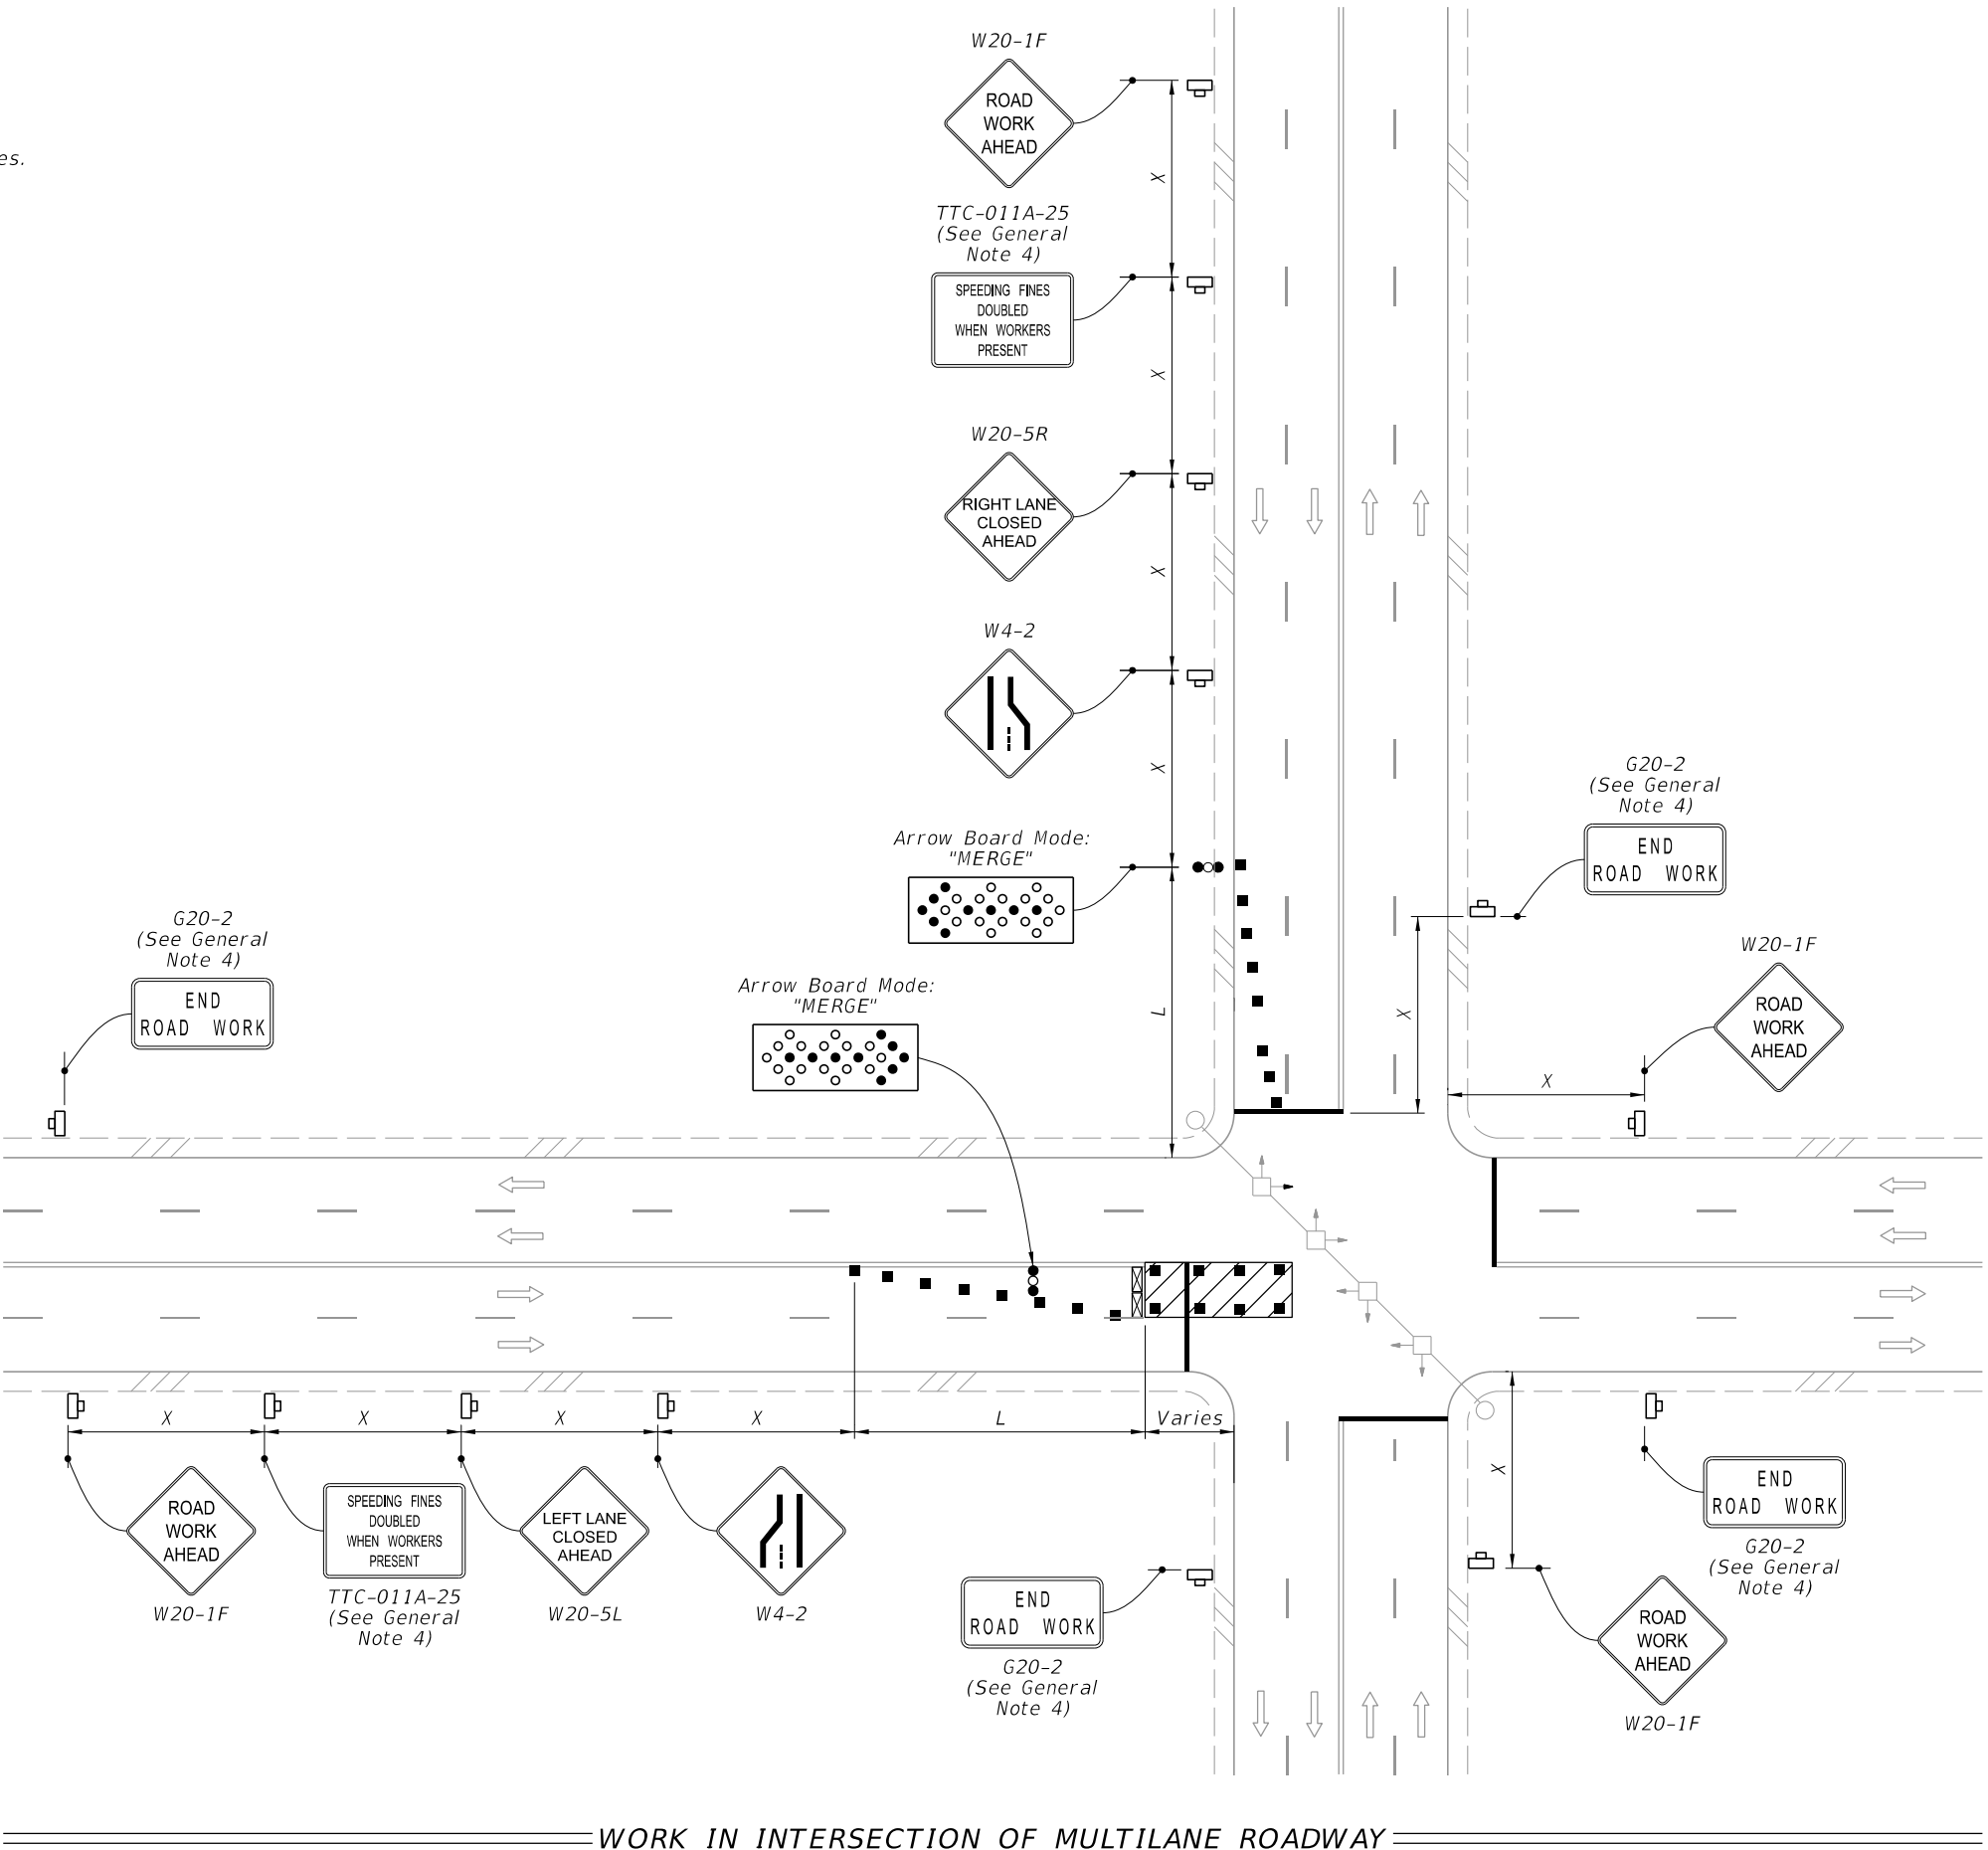 W20-1F
ROAD
WORK
AHEAD
es.
X
TTC-011A-25
(See General
Note 4)
SPEEDING FINES
DOUBLED
WHEN WORKERS
PRESENT
X
W20-5R
RIGHT LANE
CLOSED
AHEAD
X
W4-2
X
G20-2
(See General
Note 4)
END
ROAD WORK
Arrow Board Mode:
"MERGE"
G20-2
(See General
Note 4)
END
ROAD WORK
W20-1F
ROAD
WORK
AHEAD
Arrow Board Mode:
"MERGE"
L
X
X
X
X
X
X
L
Varies
X
ROAD
WORK
AHEAD
W20-1F
SPEEDING FINES
DOUBLED
WHEN WORKERS
PRESENT
TTC-011A-25
(See General
Note 4)
LEFT LANE
CLOSED
AHEAD
W20-5L
W4-2
END
ROAD WORK
G20-2
(See General
Note 4)
END
ROAD WORK
G20-2
(See General
Note 4)
ROAD
WORK
AHEAD
W20-1F
WORK IN INTERSECTION OF MULTILANE ROADWAY